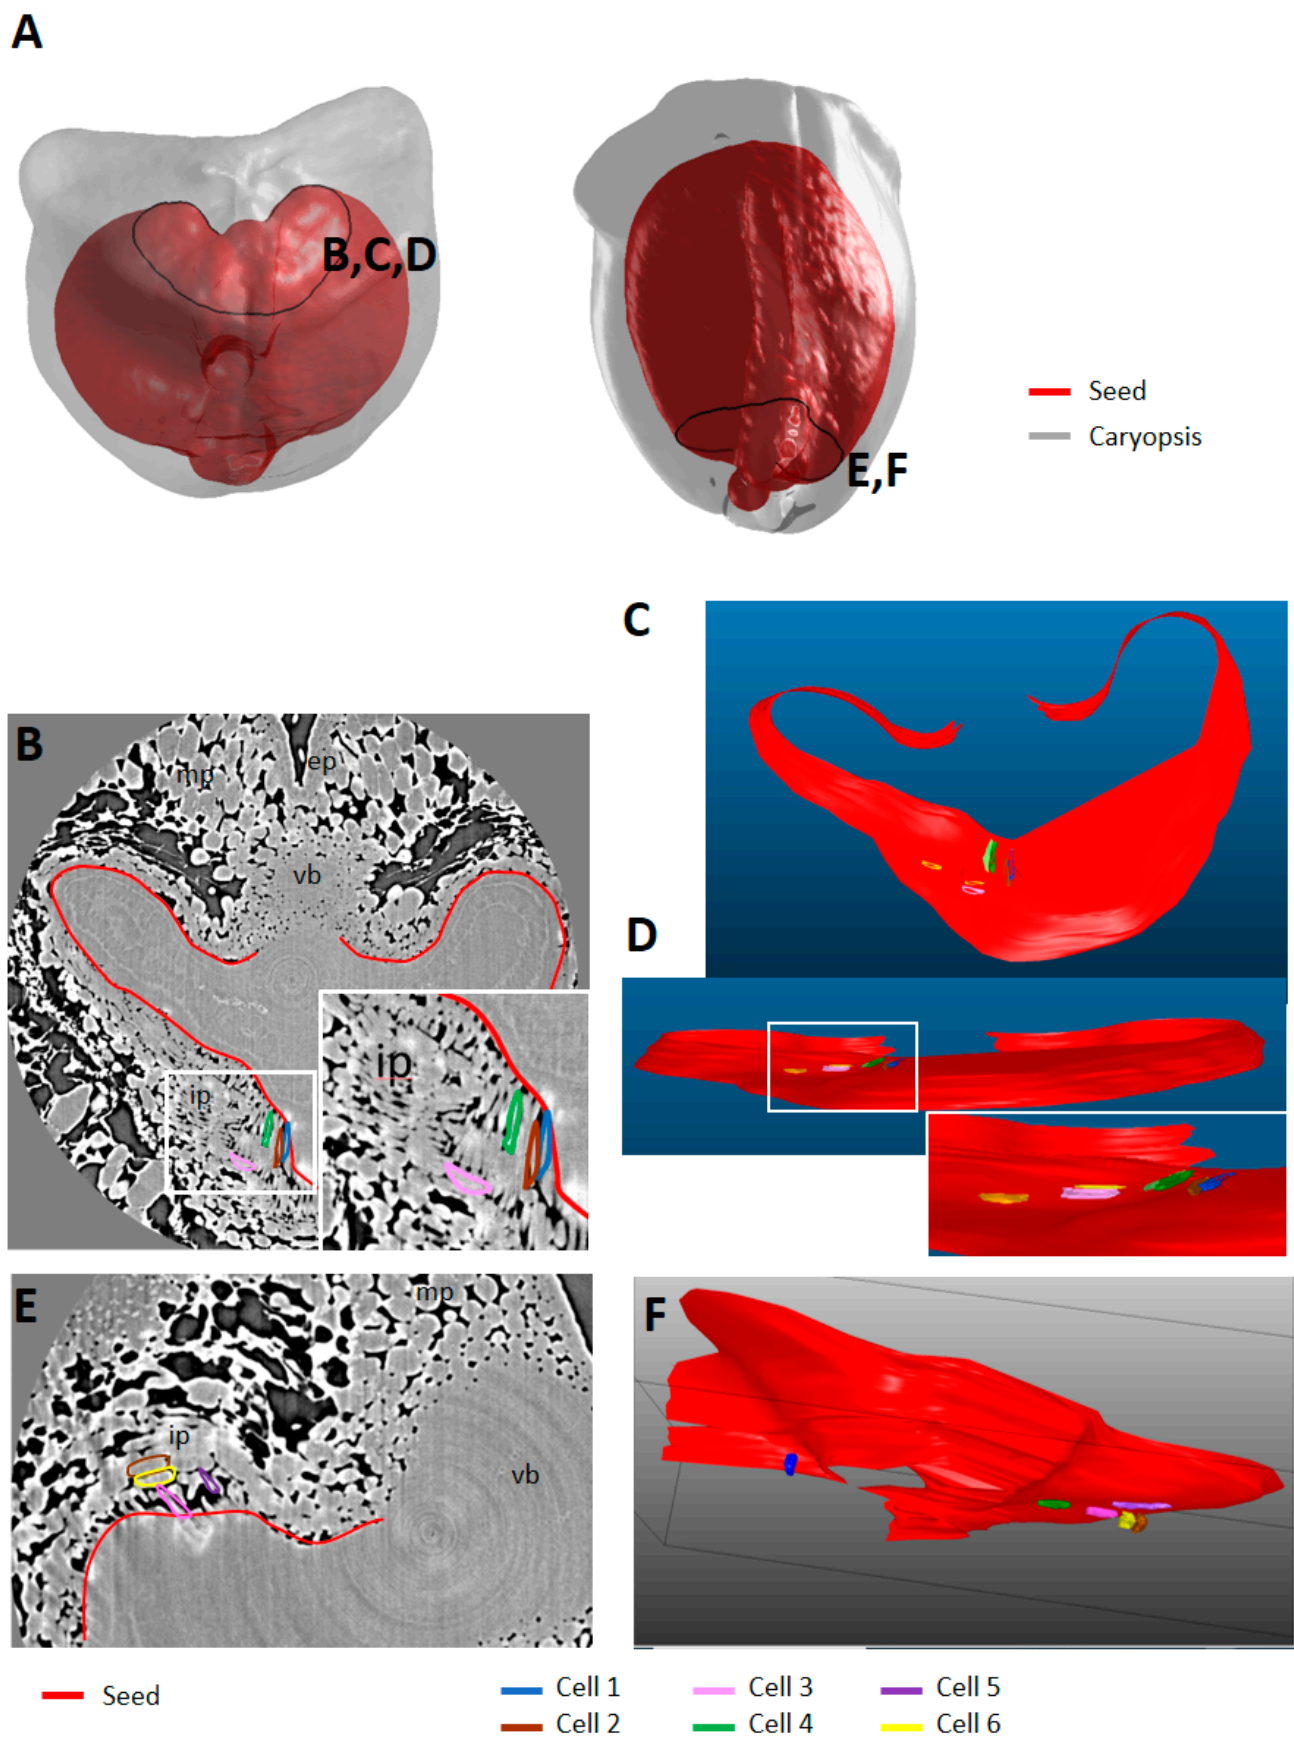 A
B,C,D
E,F
Seed
Caryopsis
C
B
mp
ep
vb
D
ip
ip
E
mp
ip
vb
F
Seed
Cell 1
Cell 3
Cell 5
Cell 2
Cell 4
Cell 6